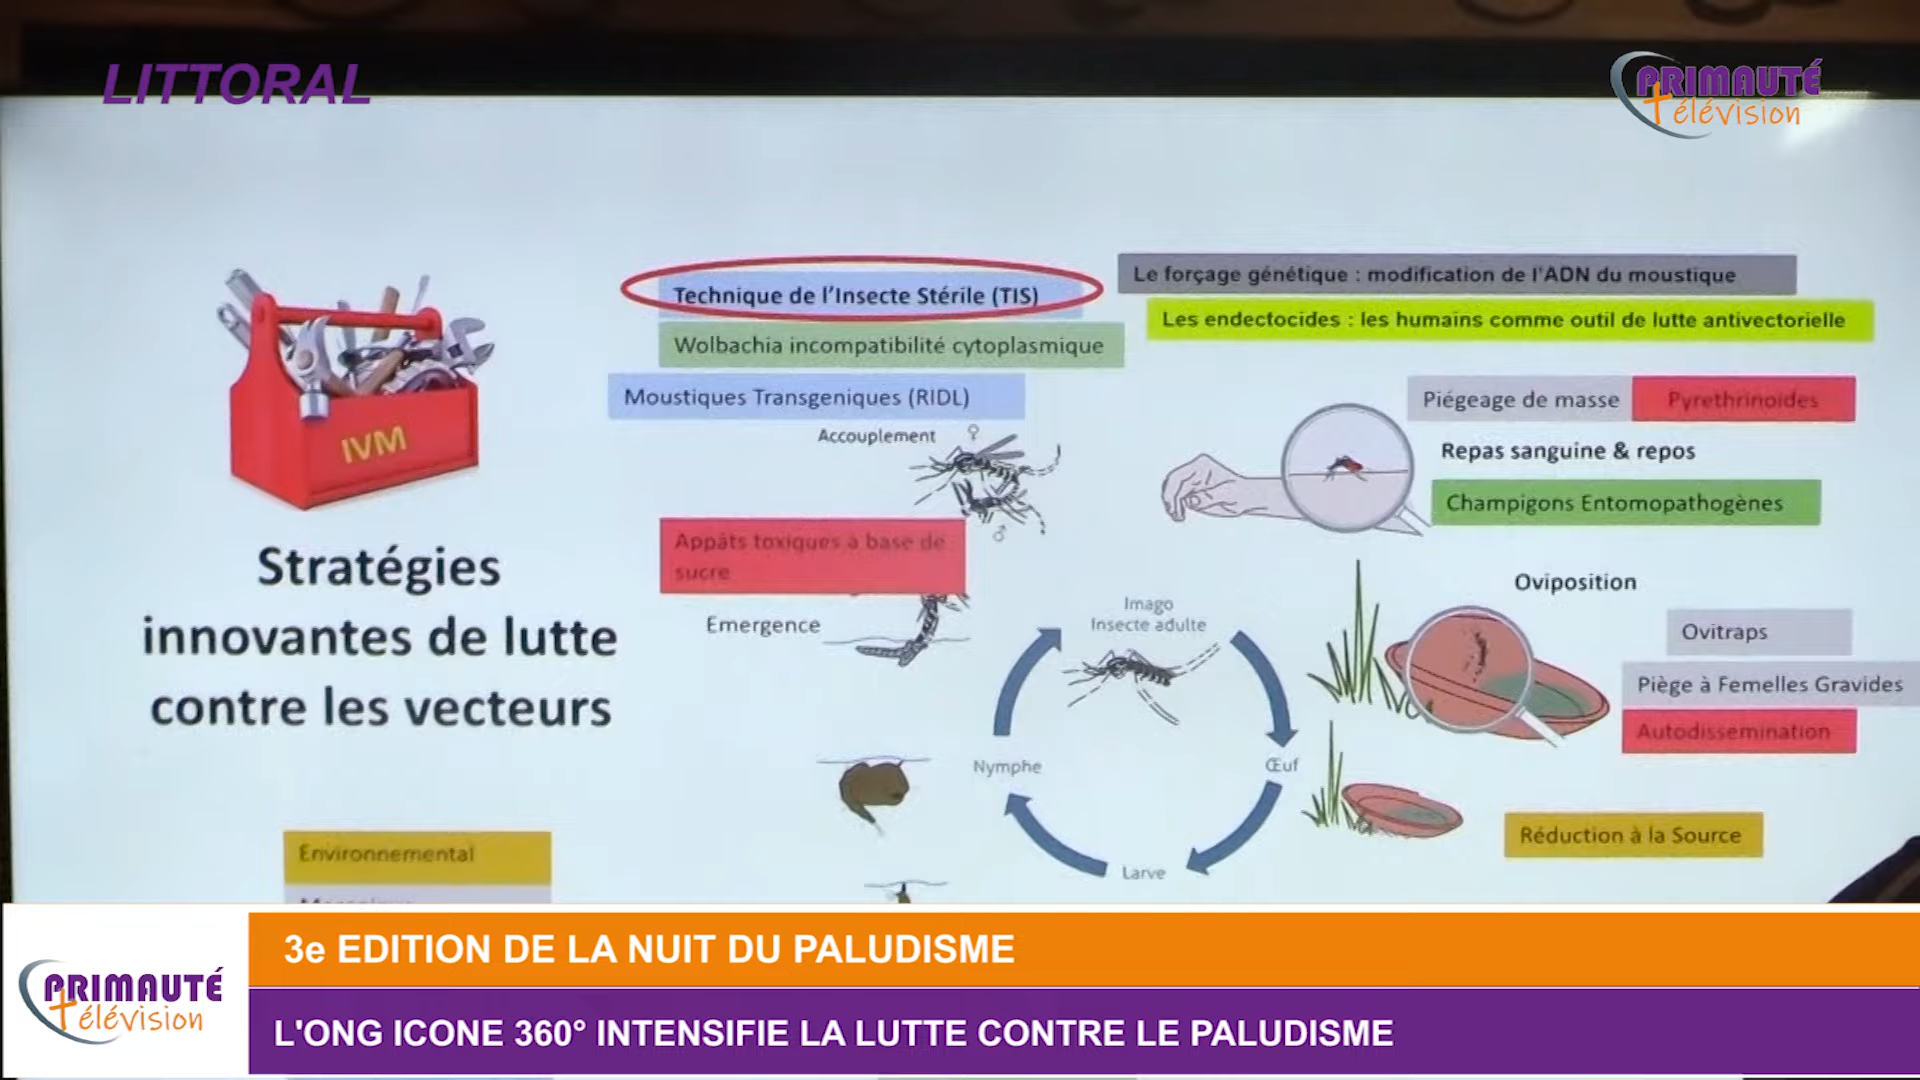 LITTORAL
PRIMAUTÉ
Télévision
Technique de l'Insecte Stérile (TIS)
Le forçage génétique : modification de l'ADN du moustique
Wolbachia incompatibilité cytoplasmique
Les endectocides : les humains comme outil de lutte antivectorielle
Moustiques Transgeniques (RIDL)
Piégeage de masse
Pyrethrinoides
Accouplement ♀
♂
Repas sanguine & repos
Champigons Entomopathogènes
IVM
Stratégies
innovantes de lutte
contre les vecteurs
Appâts toxiques à base de
sucre
Emergence
Oviposition
Ovitraps
Piège à Femelles Gravides
Autodissemination
Imago
Insecte adulte
Nymphe
Œuf
Larve
Réduction à la Source
Environnemental
PRIMAUTÉ
Télévision
3e EDITION DE LA NUIT DU PALUDISME
L'ONG ICONE 360° INTENSIFIE LA LUTTE CONTRE LE PALUDISME